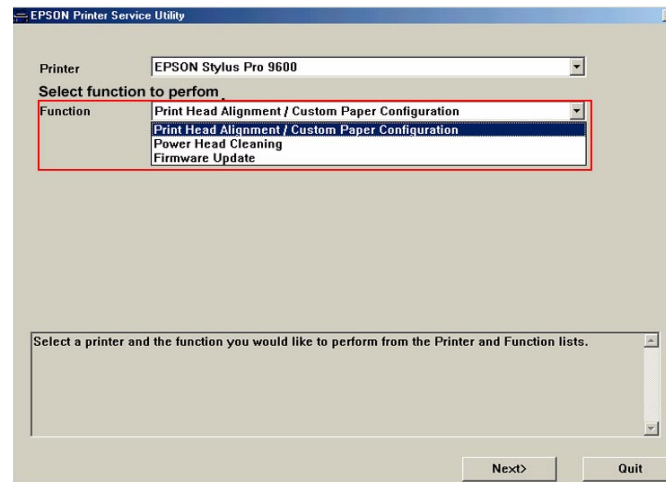 EPSON Printer Service Utility
Printer EPSON Stylus Pro 9600
Select function to perfom
Function Print Head Alignment / Custom Paper Configuration
Print Head Alignment / Custom Paper Configuration
Power Head Cleaning
Firmware Update
Select a printer and the function you would like to perform from the Printer and Function lists.
Next> Quit